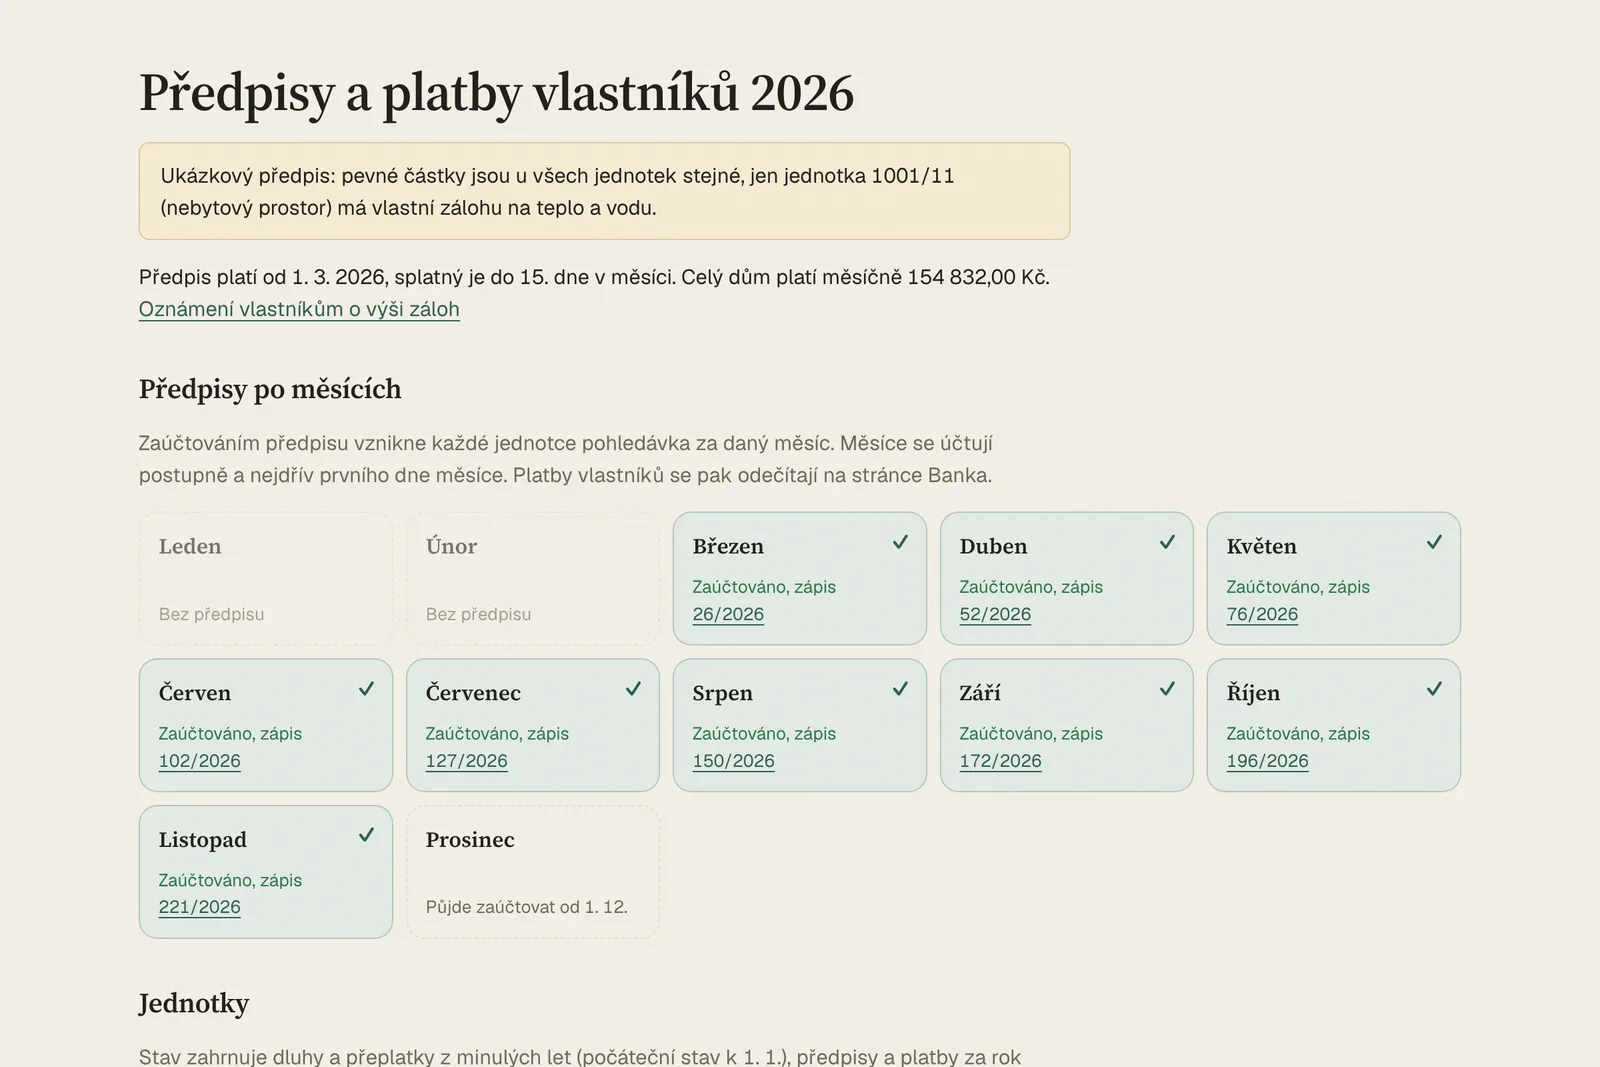 Předpisy a platby vlastníků 2026
Ukázkový předpis: pevné částky jsou u všech jednotek stejné, jen jednotka 1001/11
(nebytový prostor) má vlastní zálohu na teplo a vodu.
Předpis platí od 1. 3. 2026, splatný je do 15. dne v měsíci. Celý dům platí měsíčně 154 832,00 Kč.
Oznámení vlastníkům o výši záloh
Předpisy po měsících
Zaúčtováním předpisu vznikne každé jednotce pohledávka za daný měsíc. Měsíce se účtují
postupně a nejdřív prvního dne měsíce. Platby vlastníků se pak odečítají na stránce Banka.
Leden
Bez předpisu
Únor
Bez předpisu
Březen
Zaúčtováno, zápis
26/2026
Duben
Zaúčtováno, zápis
52/2026
Květen
Zaúčtováno, zápis
76/2026
Červen
Zaúčtováno, zápis
102/2026
Červenec
Zaúčtováno, zápis
127/2026
Srpen
Zaúčtováno, zápis
150/2026
Září
Zaúčtováno, zápis
172/2026
Říjen
Zaúčtováno, zápis
196/2026
Listopad
Zaúčtováno, zápis
221/2026
Prosinec
Půjde zaúčtovat od 1. 12.
Jednotky
Stav zahrnuje dluhy a přeplatky z minulých let (počáteční stav k 1. 1.), předpisy a platby za rok